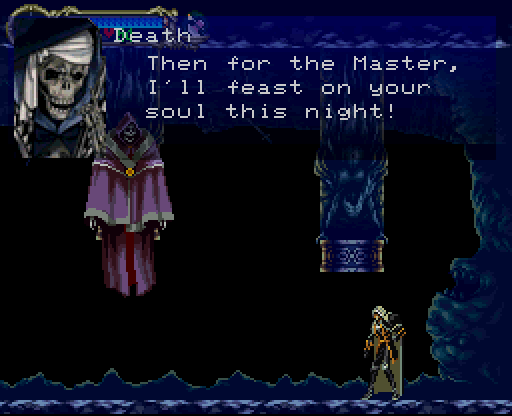 Death
Then for the Master,
I'll feast on your
soul this night!